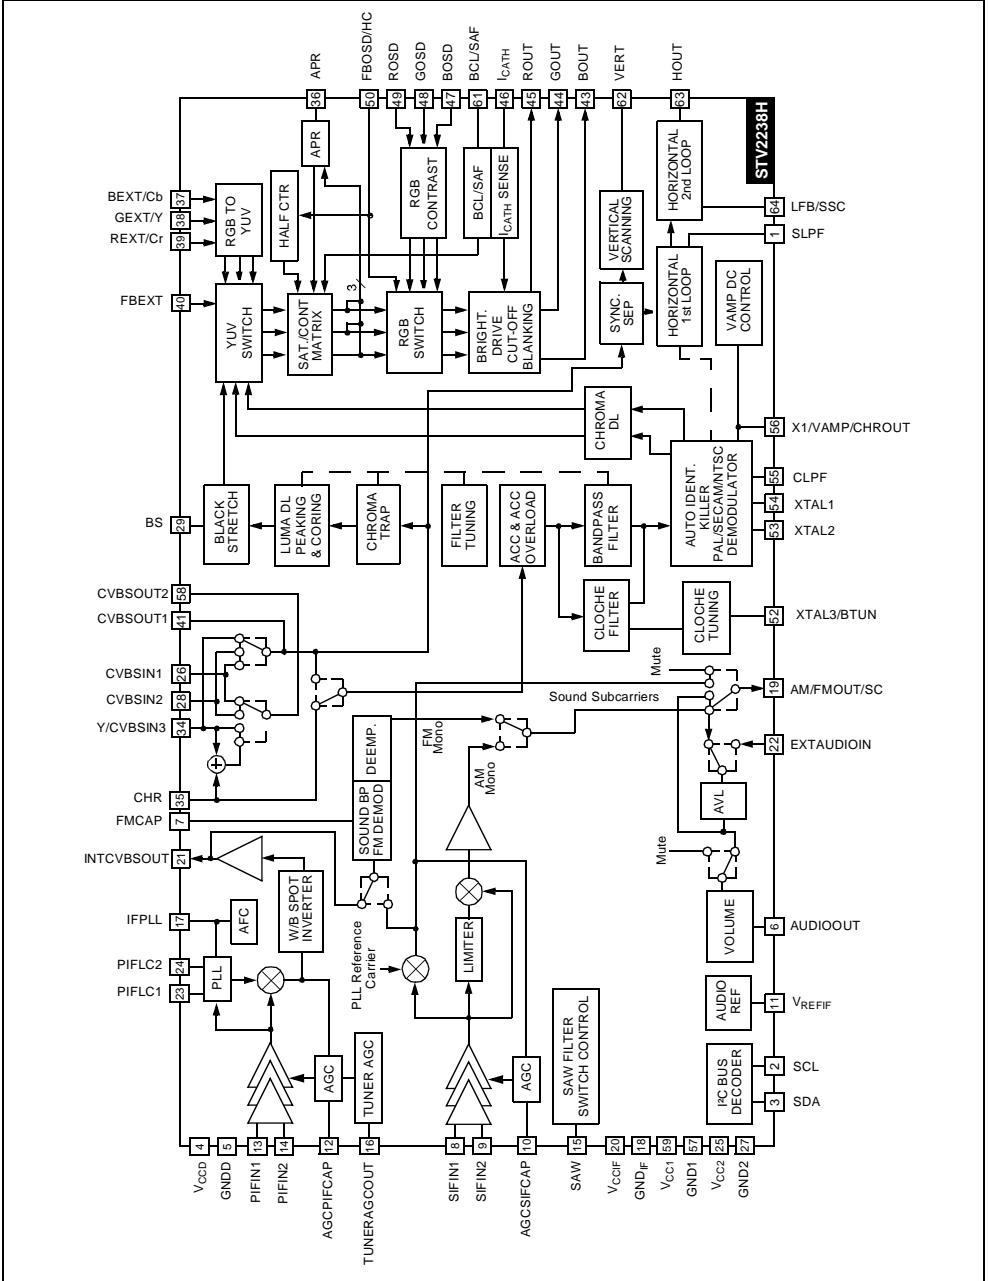 APR
FBOSD/HC
ROSD
GOSD
BOSD
BCL/SAF
ICATH
ROUT
GOUT
BOUT
VERT
HOUT
36
50
49
48
47
61
46
45
44
43
62
63
STV2238H
BEXT/Cb
37
GEXT/Y
38
REXT/Cr
39
FBEXT
40
RGB TO
YUV
HALF CTR
APR
RGB
CONTRAST
BCL/SAF
ICATH SENSE
VERTICAL
SCANNING
HORIZONTAL
2nd LOOP
64
LFB/SSC
1
SLPF
3
YUV
SWITCH
SAT./CONT
MATRIX
RGB
SWITCH
BRIGHT.
DRIVE
CUT-OFF
BLANKING
SYNC.
SEP.
HORIZONTAL
1st LOOP
VAMP DC
CONTROL
CHROMA
DL
56
X1/VAMP/CHROUT
55
CLPF
54
XTAL1
53
XTAL2
BS
29
BLACK
STRETCH
LUMA DL
PEAKING
& CORING
CHROMA
TRAP
FILTER
TUNING
ACC & ACC
OVERLOAD
BANDPASS
FILTER
AUTO IDENT.
KILLER
PAL/SECAM/NTSC
DEMODULATOR
CLOCHE
FILTER
CLOCHE
TUNING
52
XTAL3/BTUN
CVBSOUT2
58
CVBSOUT1
41
CVBSIN1
26
CVBSIN2
28
Y/CVBSIN3
34
CHR
35
FMCAP
7
INTCVBSOUT
21
Mute
Sound Subcarriers
19
AM/FMOUT/SC
22
EXTAUDIOIN
DEEMP.
SOUND BP
FM DEMOD
FM
Mono
AM
Mono
AVL
Mute
VOLUME
6
AUDIOOUT
IFPLL
17
AFC
W/B SPOT
INVERTER
PIFLC2
24
PIFLC1
23
PLL
PLL Reference
Carrier
LIMITER
AUDIO
REF
11
VREFIF
AGC
TUNER AGC
AGC
SAW FILTER
SWITCH CONTROL
I²C BUS
DECODER
2
SCL
3
SDA
4
5
13
14
12
16
8
9
10
15
20
18
59
57
25
27
VCCD
GNDD
PIFIN1
PIFIN2
AGCPIFCAP
TUNERAGCOUT
SIFIN1
SIFIN2
AGCSIFCAP
SAW
VCCIF
GNDIF
VCC1
GND1
VCC2
GND2